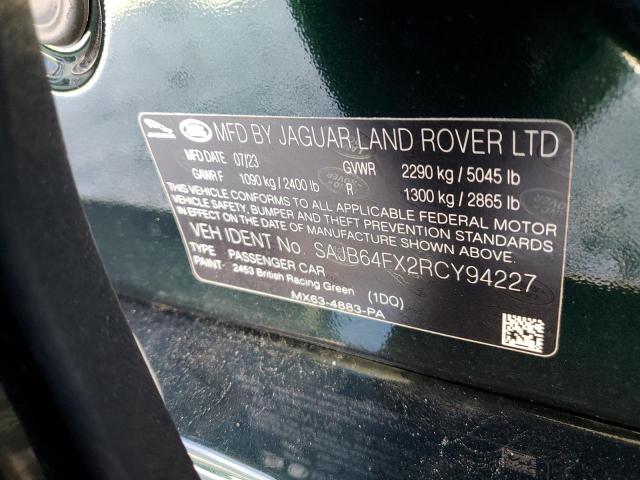 MFD BY JAGUAR LAND ROVER LTD
MFD DATE 07/23 GVWR 2290 kg / 5045 lb
GAWR F 1090 kg / 2400 lb R 1300 kg / 2865 lb
THIS VEHICLE CONFORMS TO ALL APPLICABLE FEDERAL MOTOR
VEHICLE SAFETY, BUMPER AND THEFT PREVENTION STANDARDS
IN EFFECT ON THE DATE OF MANUFACTURE SHOWN ABOVE.
VEH IDENT No SAJB64FX2RCY94227
TYPE PASSENGER CAR
PAINT: 2453 British Racing Green (1DQ)
MX63-4883-PA